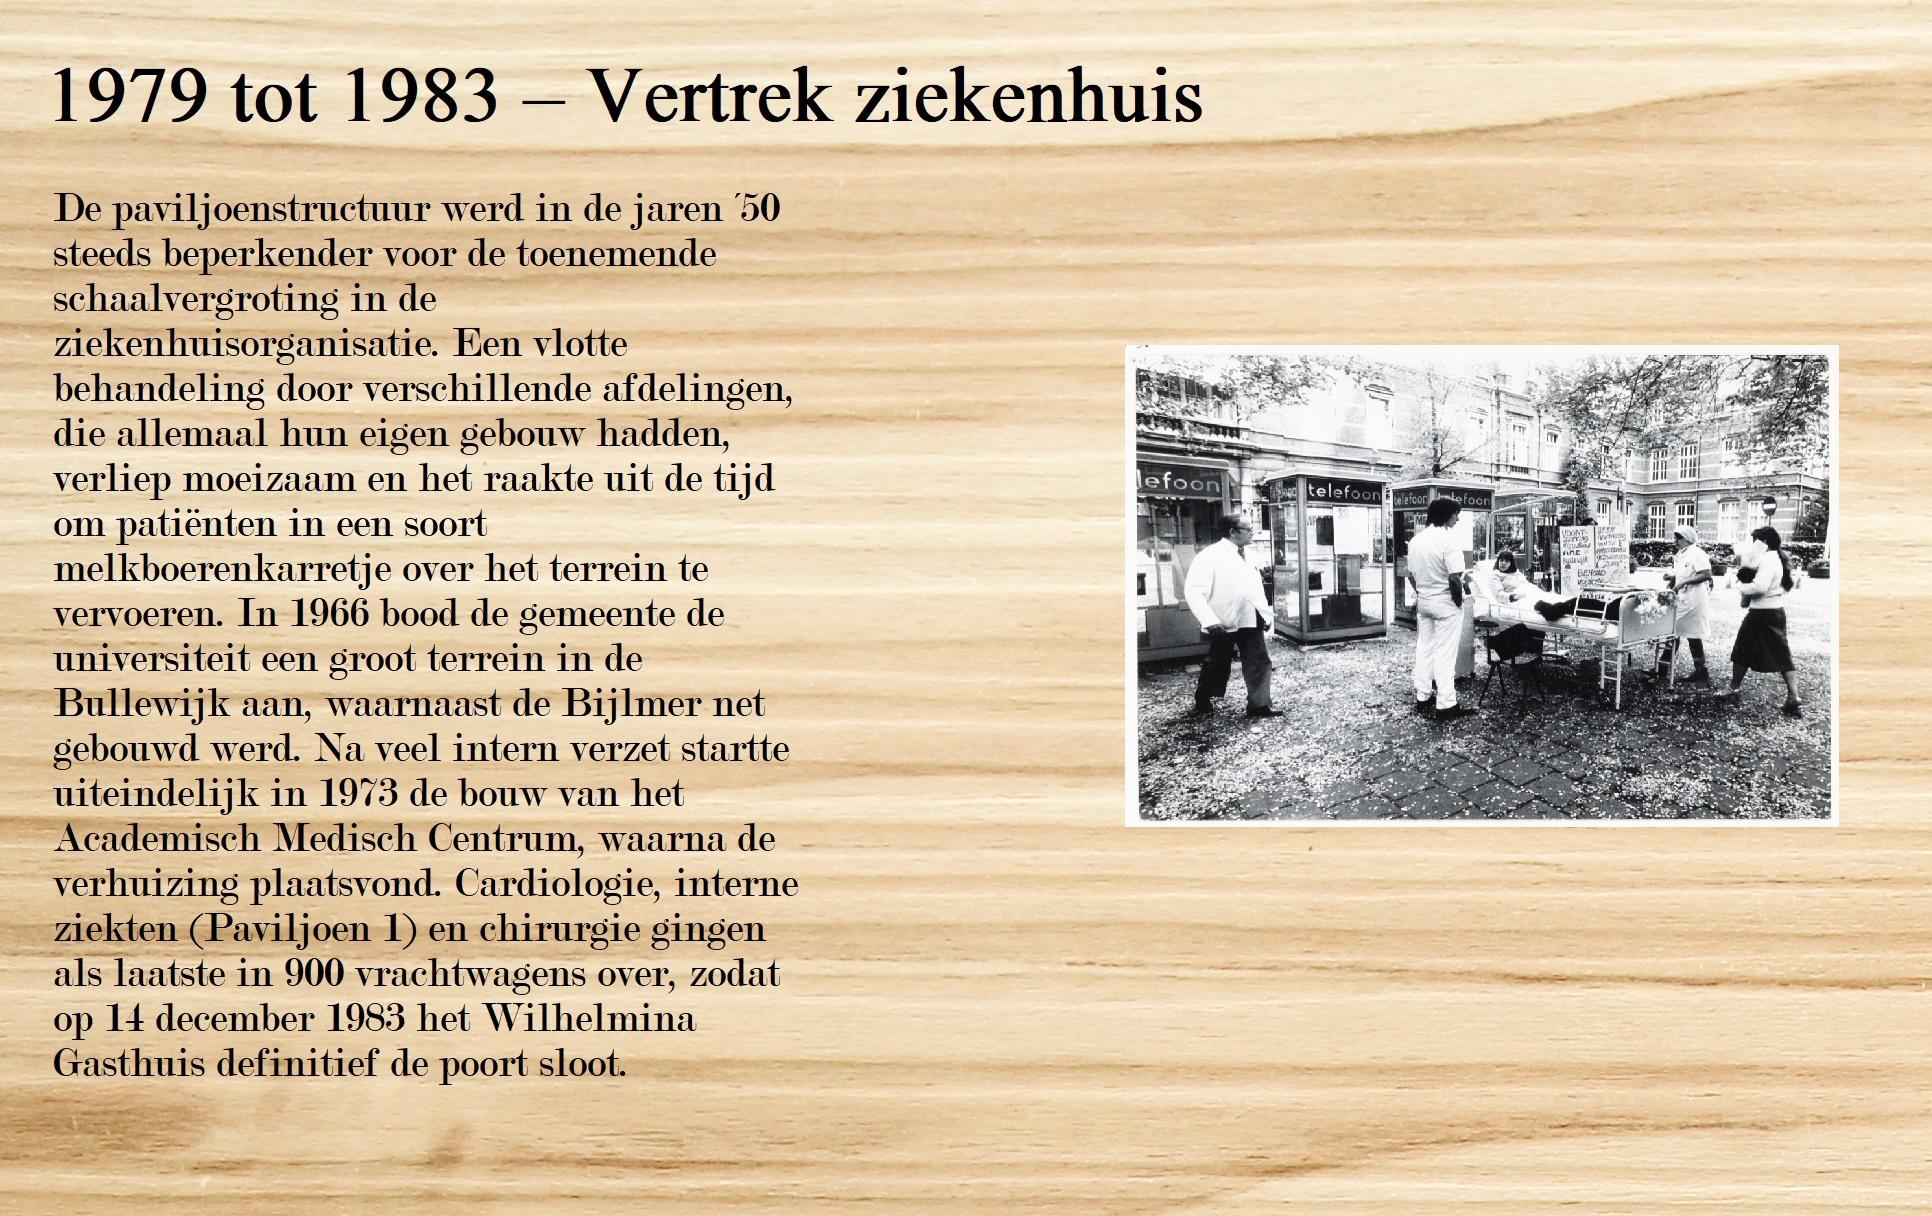 1979 tot 1983 – Vertrek ziekenhuis
De paviljoenstructuur werd in de jaren ´50
steeds beperkender voor de toenemende
schaalvergroting in de
ziekenhuisorganisatie. Een vlotte
behandeling door verschillende afdelingen,
die allemaal hun eigen gebouw hadden,
verliep moeizaam en het raakte uit de tijd
om patiënten in een soort
melkboerenkarretje over het terrein te
vervoeren. In 1966 bood de gemeente de
universiteit een groot terrein in de
Bullewijk aan, waarnaast de Bijlmer net
gebouwd werd. Na veel intern verzet startte
uiteindelijk in 1973 de bouw van het
Academisch Medisch Centrum, waarna de
verhuizing plaatsvond. Cardiologie, interne
ziekten (Paviljoen 1) en chirurgie gingen
als laatste in 900 vrachtwagens over, zodat
op 14 december 1983 het Wilhelmina
Gasthuis definitief de poort sloot.
lefoon
telefoon
telefoon
telefoon